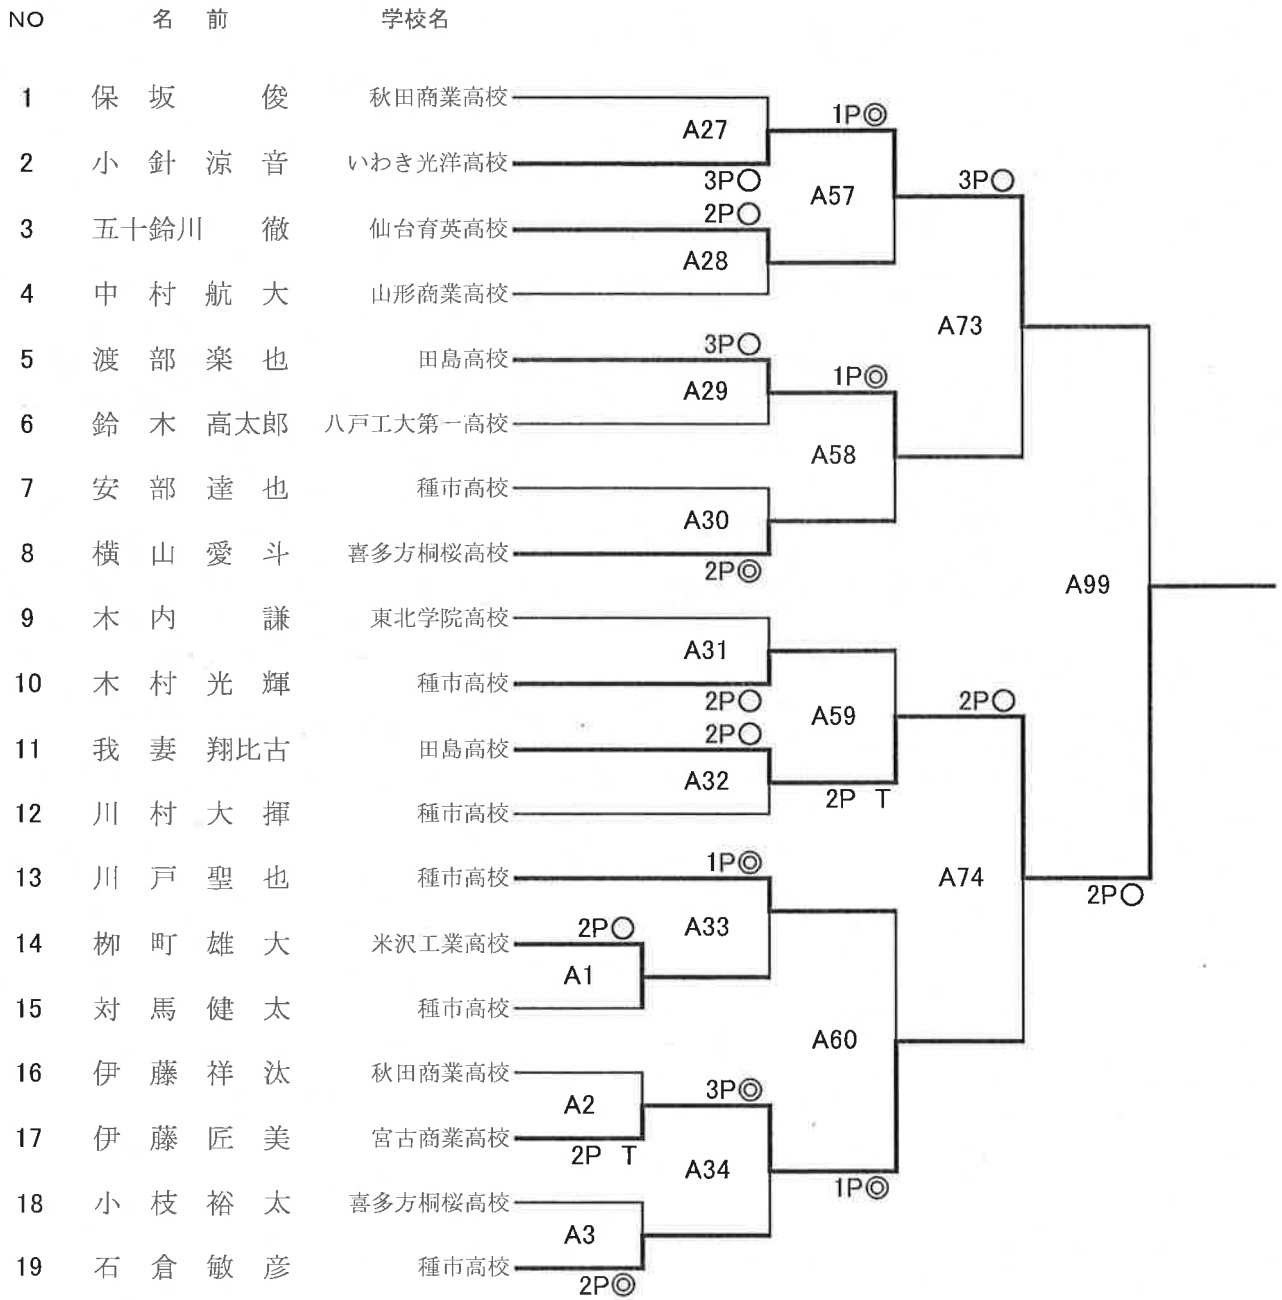 NO 名 前 学校名
1 保 坂 俊 秋田商業高校
1P◎
A27
2 小 針 涼 音 いわき光洋高校
3P○ A57 3P○
2P○
3 五十鈴川 徹 仙台育英高校
A28
4 中 村 航 大 山形商業高校
A73
3P○
5 渡 部 楽 也 田島高校
A29 1P◎
6 鈴 木 高太郎 八戸工大第一高校
A58
7 安 部 達 也 種市高校
A30
8 横 山 愛 斗 喜多方桐桜高校
2P◎
A99
9 木 内 謙 東北学院高校
A31
10 木 村 光 輝 種市高校
2P○ A59 2P○
2P○
11 我 妻 翔比古 田島高校
A32
2P T
12 川 村 大 揮 種市高校
1P◎
13 川 戸 聖 也 種市高校
A74
2P○
2P○ A33
14 栁 町 雄 大 米沢工業高校
A1
15 対 馬 健 太 種市高校
A60
16 伊 藤 祥 汰 秋田商業高校
3P◎
A2
17 伊 藤 匠 美 宮古商業高校
2P T
A34
1P◎
18 小 枝 裕 太 喜多方桐桜高校
A3
19 石 倉 敏 彦 種市高校
2P◎